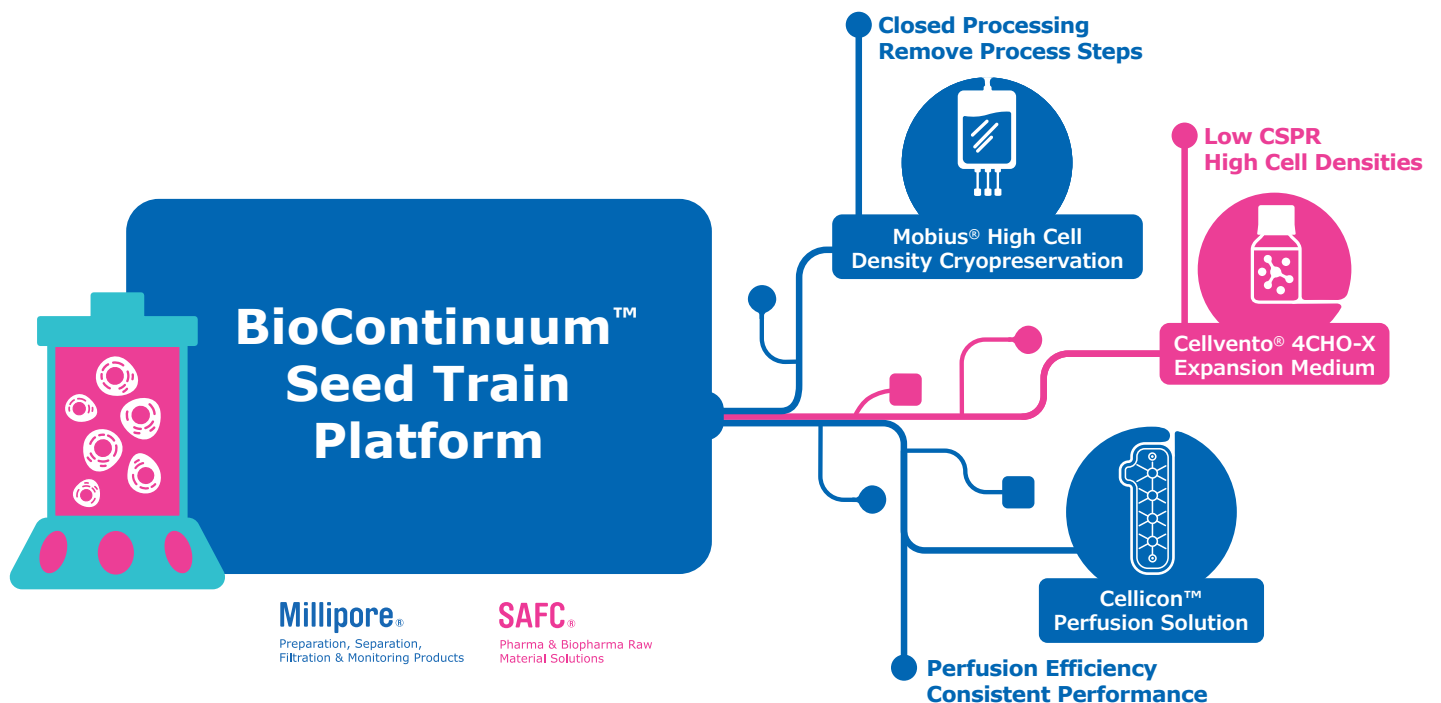 Closed Processing
Remove Process Steps
Low CSPR
High Cell Densities
Mobius® High Cell
Density Cryopreservation
BioContinuum™
Seed Train
Platform
Cellvento® 4CHO-X
Expansion Medium
Cellicon™
Perfusion Solution
Millipore®
Preparation, Separation,
Filtration & Monitoring Products
SAFC®
Pharma & Biopharma Raw
Material Solutions
Perfusion Efficiency
Consistent Performance